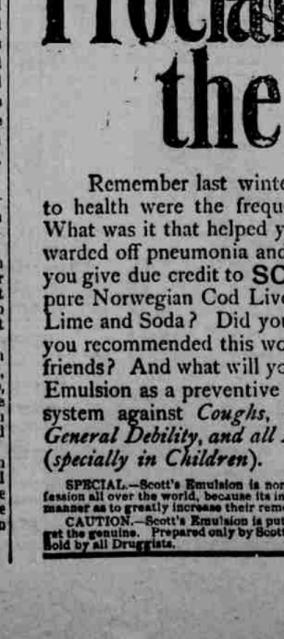 the
Remember last winte
to health were the frequ
What was it that helped y
warded off pneumonia and
you give due credit to SC
pure Norwegian Cod Live
Lime and Soda? Did you
you recommended this wo
friends? And what will yo
Emulsion as a preventive
system against Coughs,
General Debility, and all
(specially in Children).
SPECIAL.—Scott's Emulsion is non
fession all over the world, because its in
manner as to greatly increase their reme
CAUTION.—Scott's Emulsion is put
get the genuine. Prepared only by Scott
Sold by all Druggists.